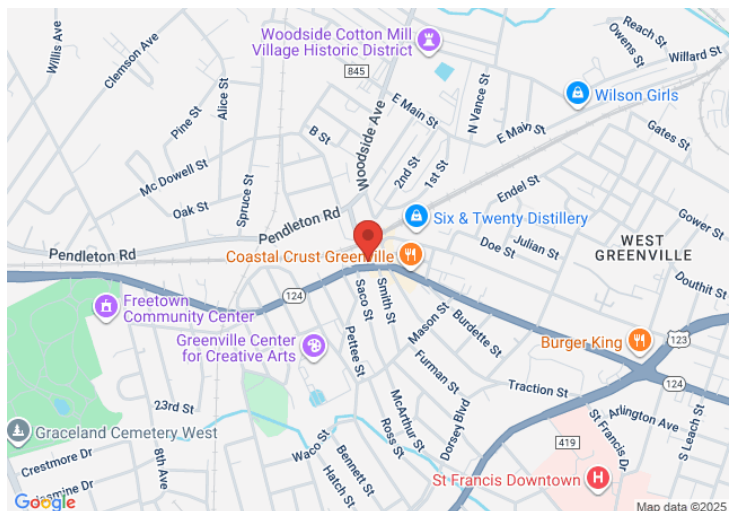 Woodside Cotton Mill
Village Historic District
Reach St
Owens St
Willard St
Willis Ave
Clemson Ave
845
Wilson Girls
Alice St
Pine St
Woodside Ave
E Main St
N Vance St
B St
E Main St
Gates St
Mc Dowell St
2nd St
1st St
Spruce St
Endel St
Oak St
Pendleton Rd
Six & Twenty Distillery
Gower St
Julian St
Doe St
WEST
GREENVILLE
Pendleton Rd
Coastal Crust Greenville
Douthit St
124
Freetown
Community Center
Saco St
Smith St
Mason St
Burdette St
Greenville Center
for Creative Arts
Pettee St
Burger King
123
Furman St
124
Traction St
23rd St
McArthur St
Ross St
Dorsey Blvd
St Francis Dr
Arlington Ave
S Leach St
Graceland Cemetery West
8th Ave
Waco St
419
Crestmore Dr
Bennett St
Hatch St
St Francis Downtown
H
Google
Map data ©2025